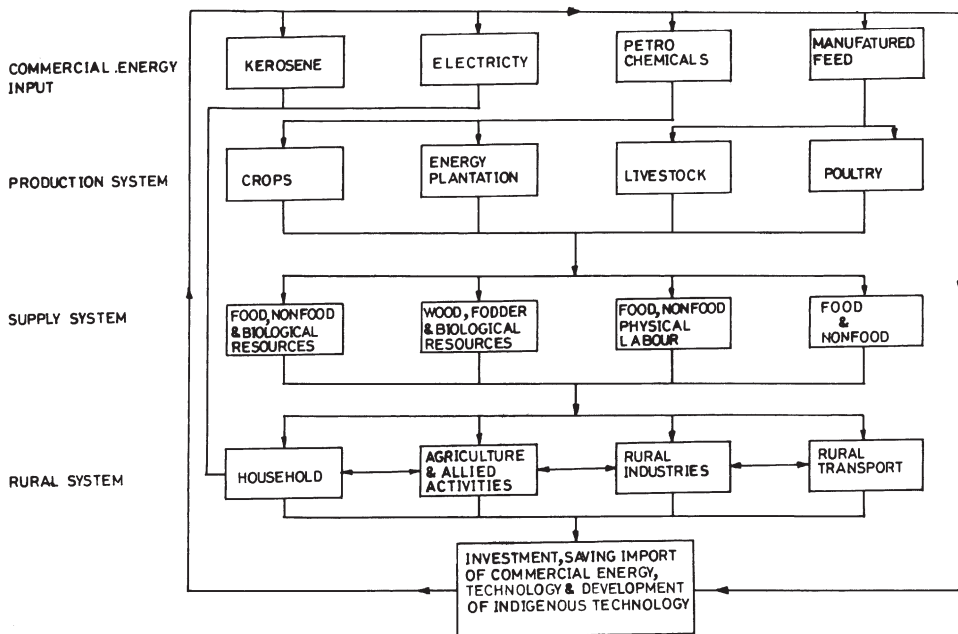 COMMERCIAL.ENERGY
INPUT
KEROSENE
ELECTRICTY
PETRO
CHEMICALS
MANUFATURED
FEED
PRODUCTION SYSTEM
CROPS
ENERGY
PLANTATION
LIVESTOCK
POULTRY
SUPPLY SYSTEM
FOOD, NONFOOD
& BIOLOGICAL
RESOURCES
WOOD, FODDER
& BIOLOGICAL
RESOURCES
FOOD, NONFOOD
PHYSICAL
LABOUR
FOOD
&
NONFOOD
RURAL SYSTEM
HOUSEHOLD
AGRICULTURE
& ALLIED
ACTIVITIES
RURAL
INDUSTRIES
RURAL
TRANSPORT
INVESTMENT, SAVING IMPORT
OF COMMERCIAL ENERGY,
TECHNOLOGY & DEVELOPMENT
OF INDIGENOUS TECHNOLOGY